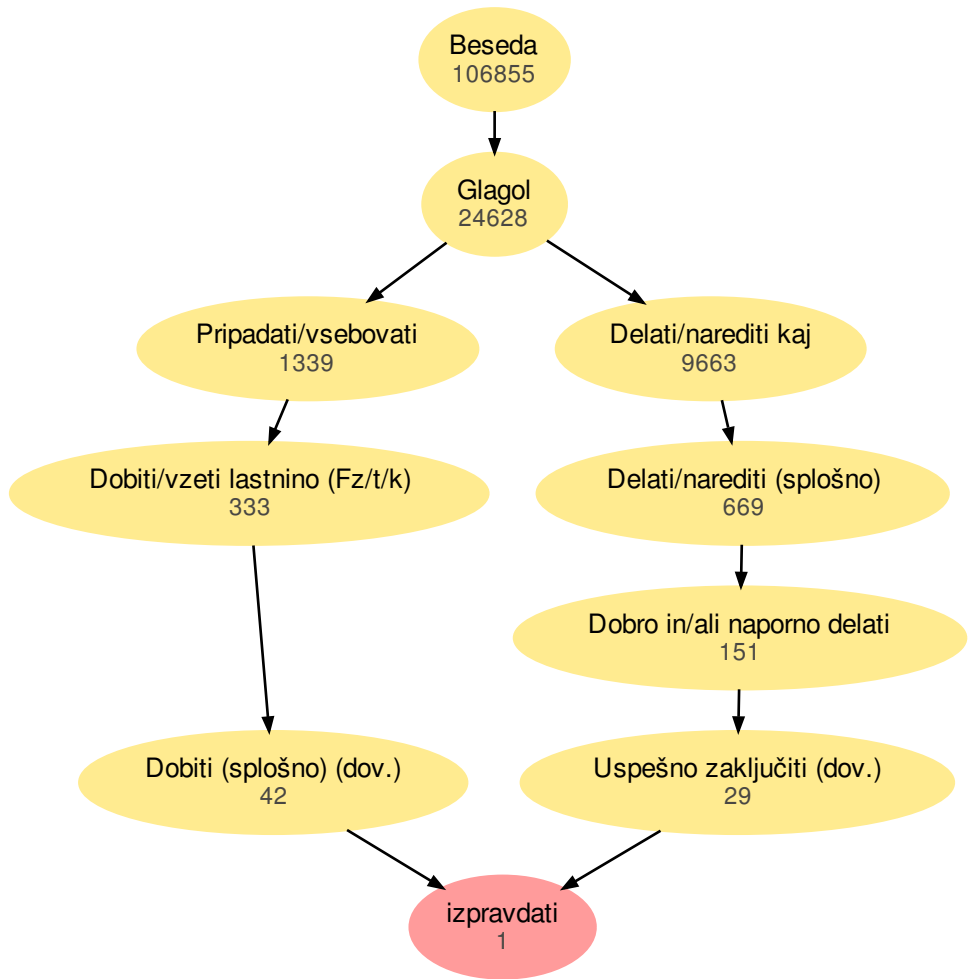 Beseda
106855
Glagol
24628
Pripadati/vsebovati
1339
Delati/narediti kaj
9663
Dobiti/vzeti lastnino (Fz/t/k)
333
Delati/narediti (splošno)
669
Dobro in/ali naporno delati
151
Dobiti (splošno) (dov.)
42
Uspešno zaključiti (dov.)
29
izpravdati
1